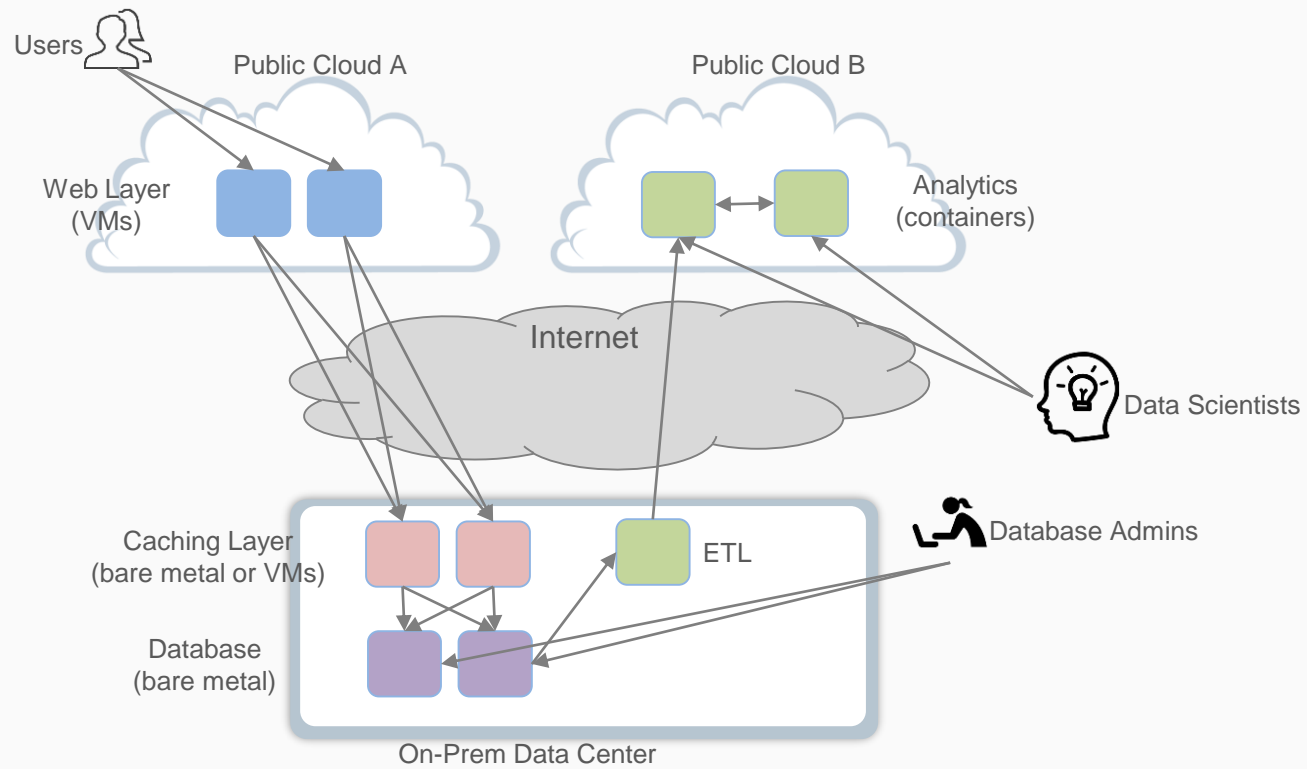 Users
Public Cloud A
Public Cloud B
Web Layer
(VMs)
Analytics
(containers)
Internet
Data Scientists
Caching Layer
(bare metal or VMs)
ETL
Database Admins
Database
(bare metal)
On-Prem Data Center